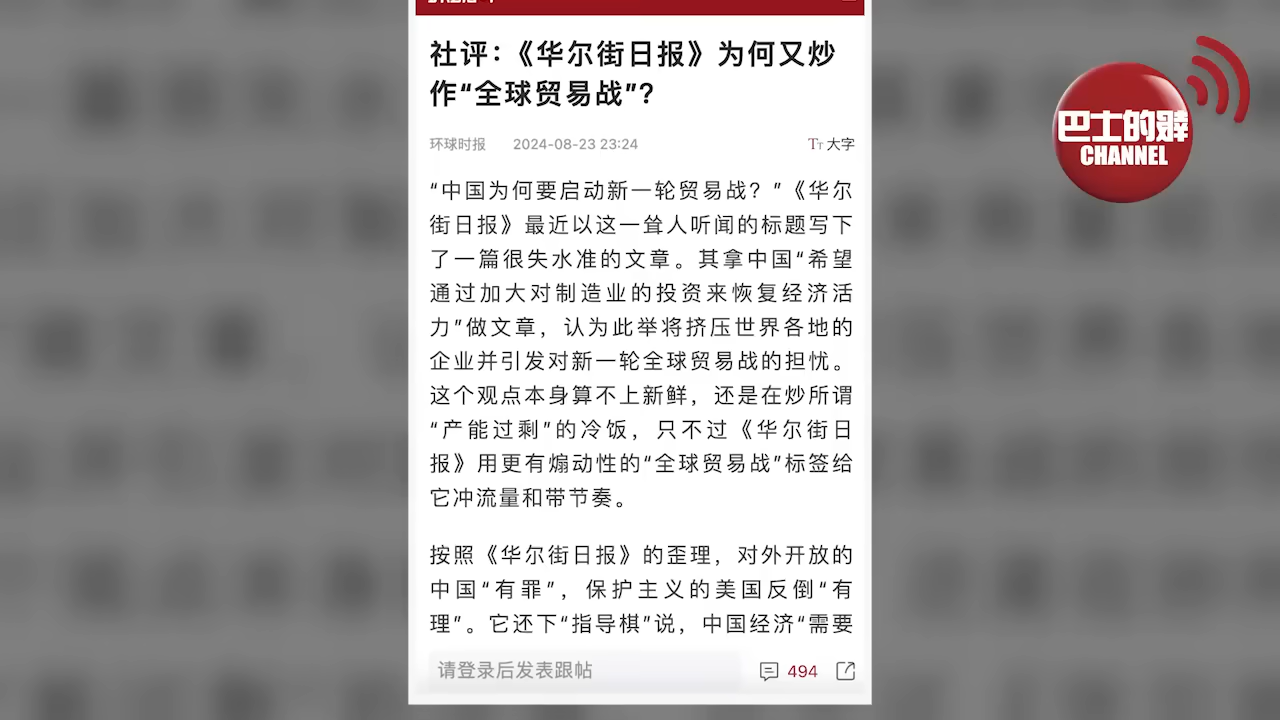 社评：《华尔街日报》为何又炒
作“全球贸易战”？
环球时报 2024-08-23 23:24 TT 大字
“中国为何要启动新一轮贸易战？”《华尔
街日报》最近以这一耸人听闻的标题写下
了一篇很失水准的文章。其拿中国“希望
通过加大对制造业的投资来恢复经济活
力”做文章，认为此举将挤压世界各地的
企业并引发对新一轮全球贸易战的担忧。
这个观点本身算不上新鲜，还是在炒所谓
“产能过剩”的冷饭，只不过《华尔街日
报》用更有煽动性的“全球贸易战”标签给
它冲流量和带节奏。
按照《华尔街日报》的歪理，对外开放的
中国“有罪”，保护主义的美国反倒“有
理”。它还下“指导棋”说，中国经济“需要
请登录后发表跟帖 494
巴士的報
CHANNEL